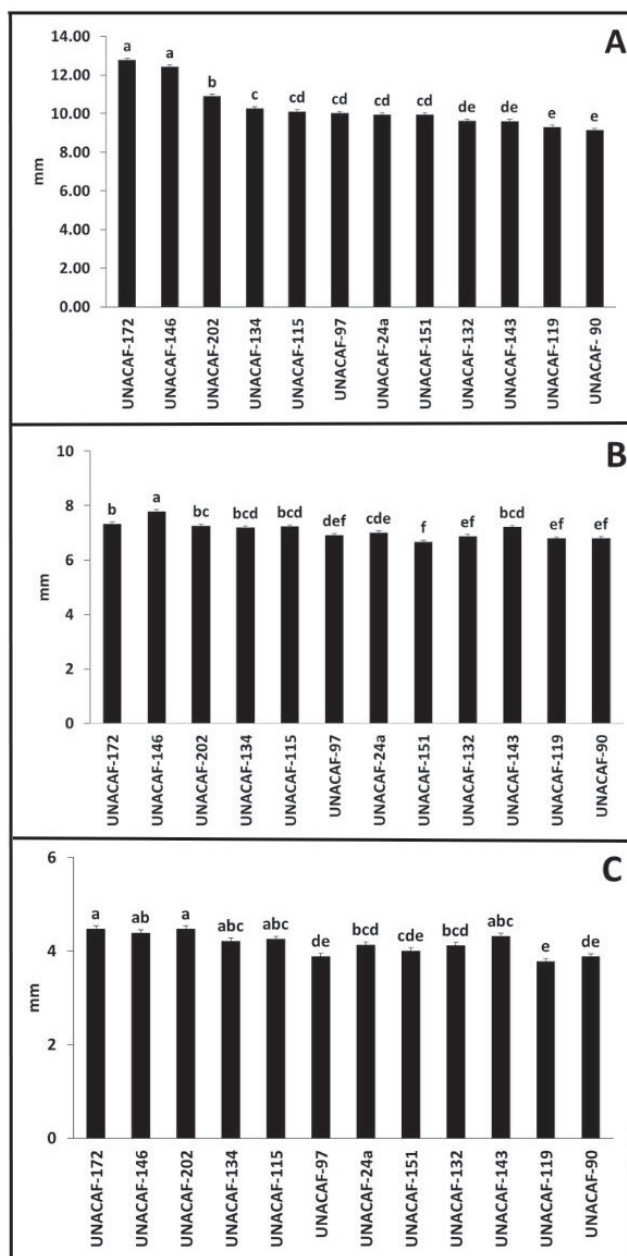 A
14.00
12.00
10.00
8.00
6.00
4.00
2.00
0.00
mm
a a b c cd cd cd cd de de e e
UNACAF-172
UNACAF-146
UNACAF-202
UNACAF-134
UNACAF-115
UNACAF-97
UNACAF-24a
UNACAF-151
UNACAF-132
UNACAF-143
UNACAF-119
UNACAF- 90
B
10
8
6
4
2
0
mm
b a bc bcd bcd def cde f ef bcd ef ef
UNACAF-172
UNACAF-146
UNACAF-202
UNACAF-134
UNACAF-115
UNACAF-97
UNACAF-24a
UNACAF-151
UNACAF-132
UNACAF-143
UNACAF-119
UNACAF-90
C
6
4
2
0
mm
a ab a abc abc de bcd cde bcd abc e de
UNACAF-172
UNACAF-146
UNACAF-202
UNACAF-134
UNACAF-115
UNACAF-97
UNACAF-24a
UNACAF-151
UNACAF-132
UNACAF-143
UNACAF-119
UNACAF-90